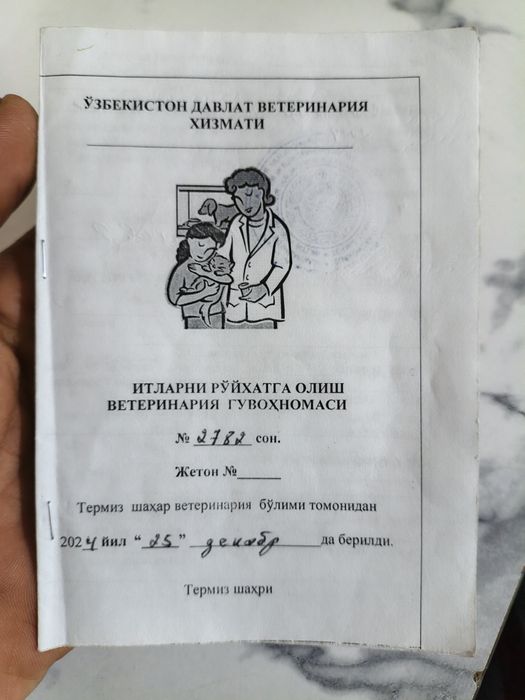 ЎЗБЕКИСТОН ДАВЛАТ ВЕТЕРИНАРИЯ
ХИЗМАТИ
ИТЛАРНИ РЎЙХАТГА ОЛИШ
ВЕТЕРИНАРИЯ ГУВОҲНОМАСИ
№ 2782 сон.
Жетон №______
Термиз шаҳар ветеринария бўлими томонидан
2024 йил “25” декабр да берилди.
Термиз шаҳри